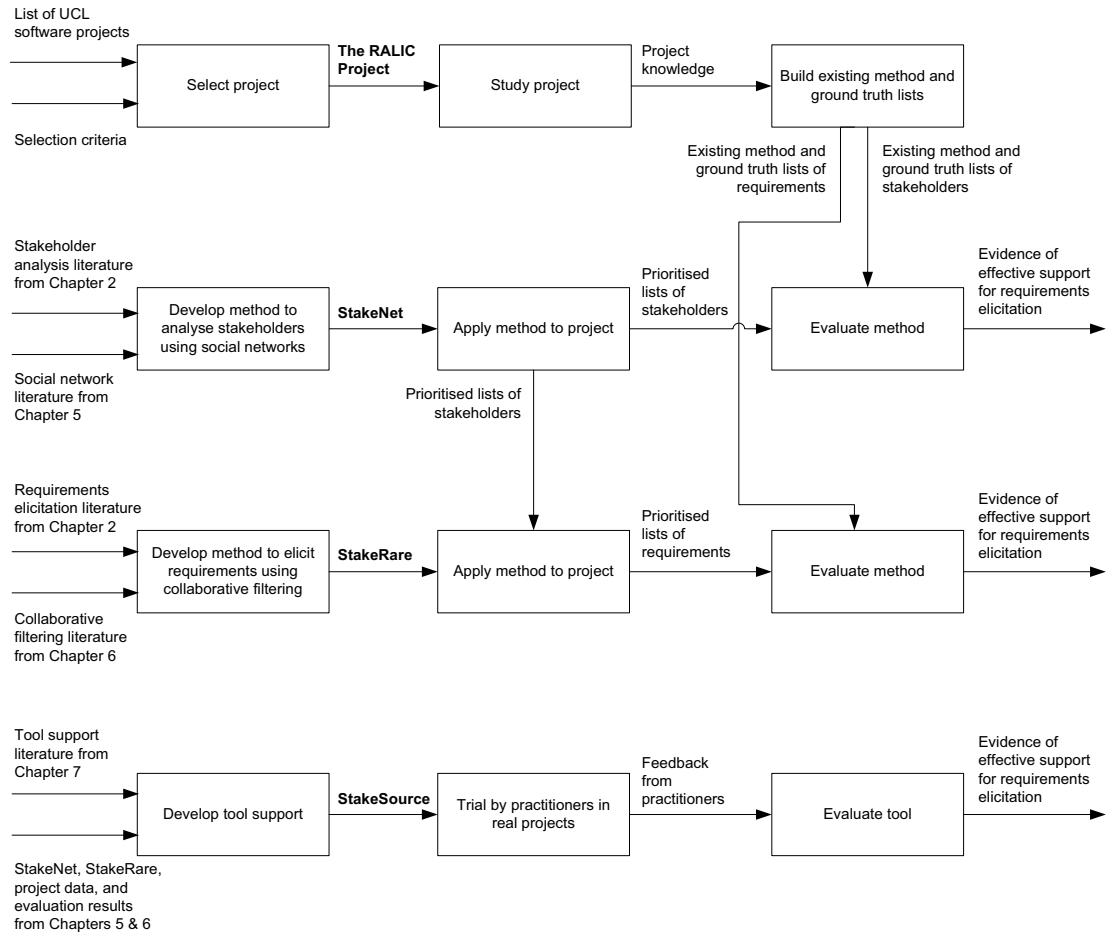 List of UCL
software projects
Selection criteria
Select project
The RALIC
Project
Study project
Project
knowledge
Build existing method and
ground truth lists
Existing method and
ground truth lists of
requirements
Existing method and
ground truth lists of
stakeholders
Stakeholder
analysis literature
from Chapter 2
Social network
literature from
Chapter 5
Develop method to
analyse stakeholders
using social networks
StakeNet
Apply method to project
Prioritised
lists of
stakeholders
Evaluate method
Evidence of
effective support
for requirements
elicitation
Prioritised lists of
stakeholders
Requirements
elicitation literature
from Chapter 2
Collaborative
filtering literature
from Chapter 6
Develop method to elicit
requirements using
collaborative filtering
StakeRare
Apply method to project
Prioritised
lists of
requirements
Evaluate method
Evidence of
effective support
for requirements
elicitation
Tool support
literature from
Chapter 7
StakeNet, StakeRare,
project data, and
evaluation results
from Chapters 5 & 6
Develop tool support
StakeSource
Trial by practitioners in
real projects
Feedback
from
practitioners
Evaluate tool
Evidence of
effective support
for requirements
elicitation